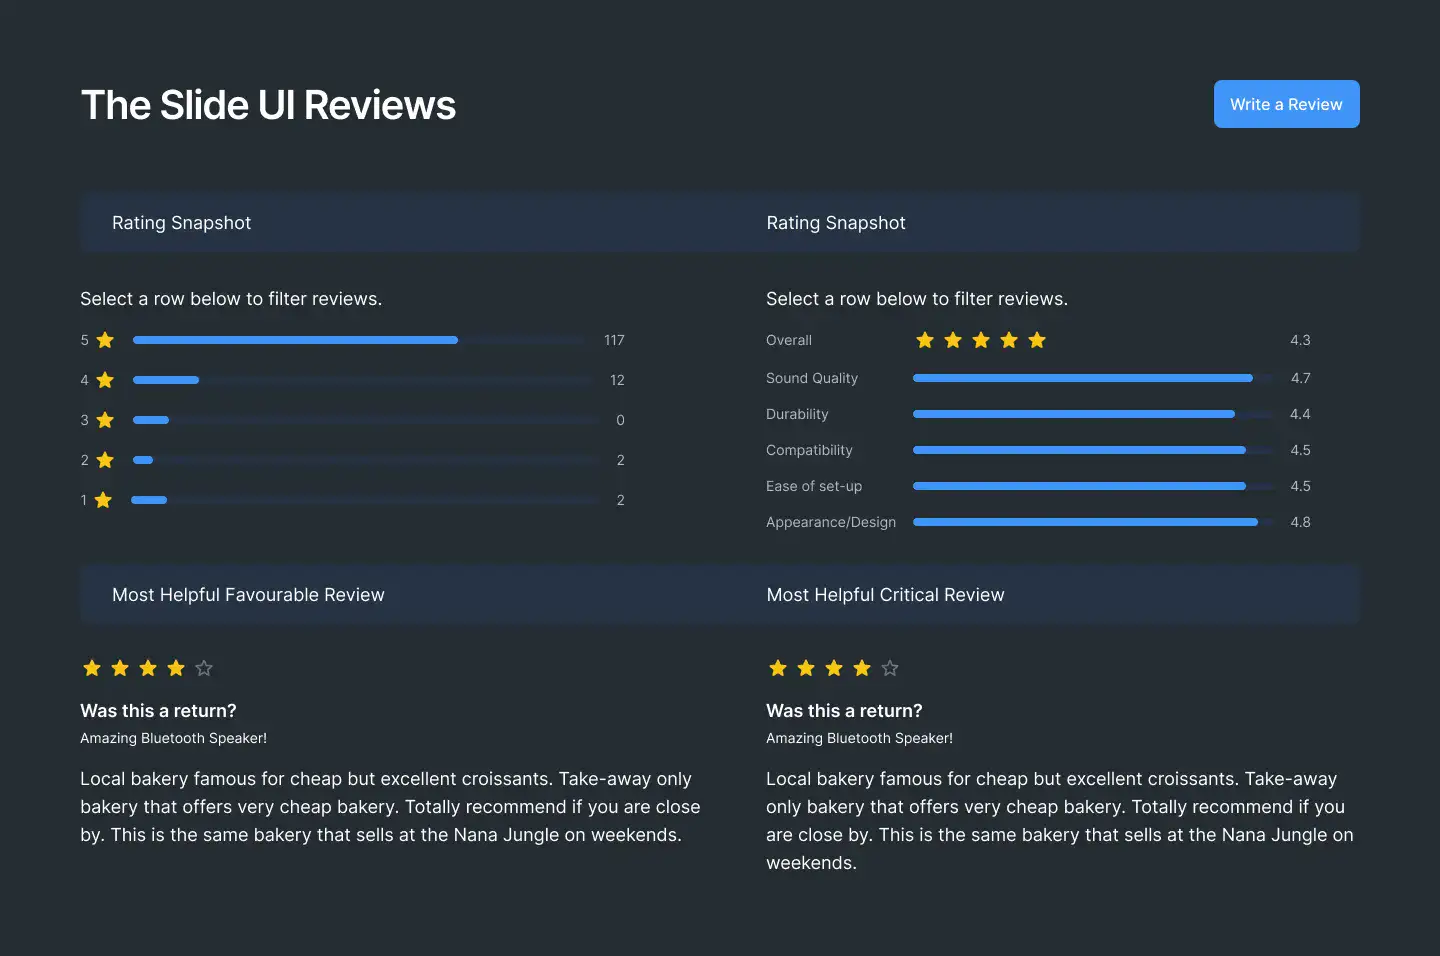 The Slide UI Reviews
Write a Review
Rating Snapshot
Rating Snapshot
Select a row below to filter reviews.
5 117
4 12
3 0
2 2
1 2
Select a row below to filter reviews.
Overall 4.3
Sound Quality 4.7
Durability 4.4
Compatibility 4.5
Ease of set-up 4.5
Appearance/Design 4.8
Most Helpful Favourable Review
Most Helpful Critical Review
Was this a return?
Amazing Bluetooth Speaker!
Local bakery famous for cheap but excellent croissants. Take-away only
bakery that offers very cheap bakery. Totally recommend if you are close
by. This is the same bakery that sells at the Nana Jungle on weekends.
Was this a return?
Amazing Bluetooth Speaker!
Local bakery famous for cheap but excellent croissants. Take-away
only bakery that offers very cheap bakery. Totally recommend if you
are close by. This is the same bakery that sells at the Nana Jungle on
weekends.